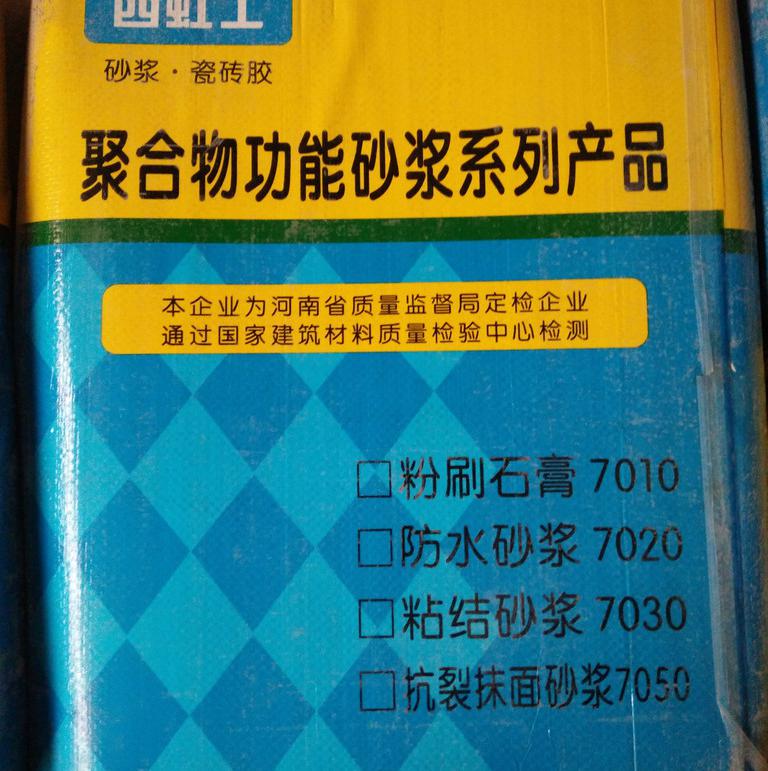 砂浆·瓷砖胶
聚合物功能砂浆系列产品
本企业为河南省质量监督局定检企业
通过国家建筑材料质量检验中心检测
□粉刷石膏 7010
□防水砂浆 7020
□粘结砂浆 7030
□抗裂抹面砂浆7050